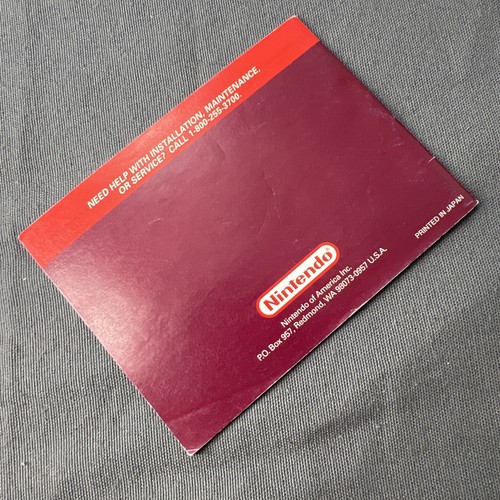 NEED HELP WITH INSTALLATION, MAINTENANCE,
OR SERVICE? CALL 1-800-255-3700.
Nintendo
Nintendo of America Inc.
P.O. Box 957, Redmond, WA 98073-0957 U.S.A.
PRINTED IN JAPAN